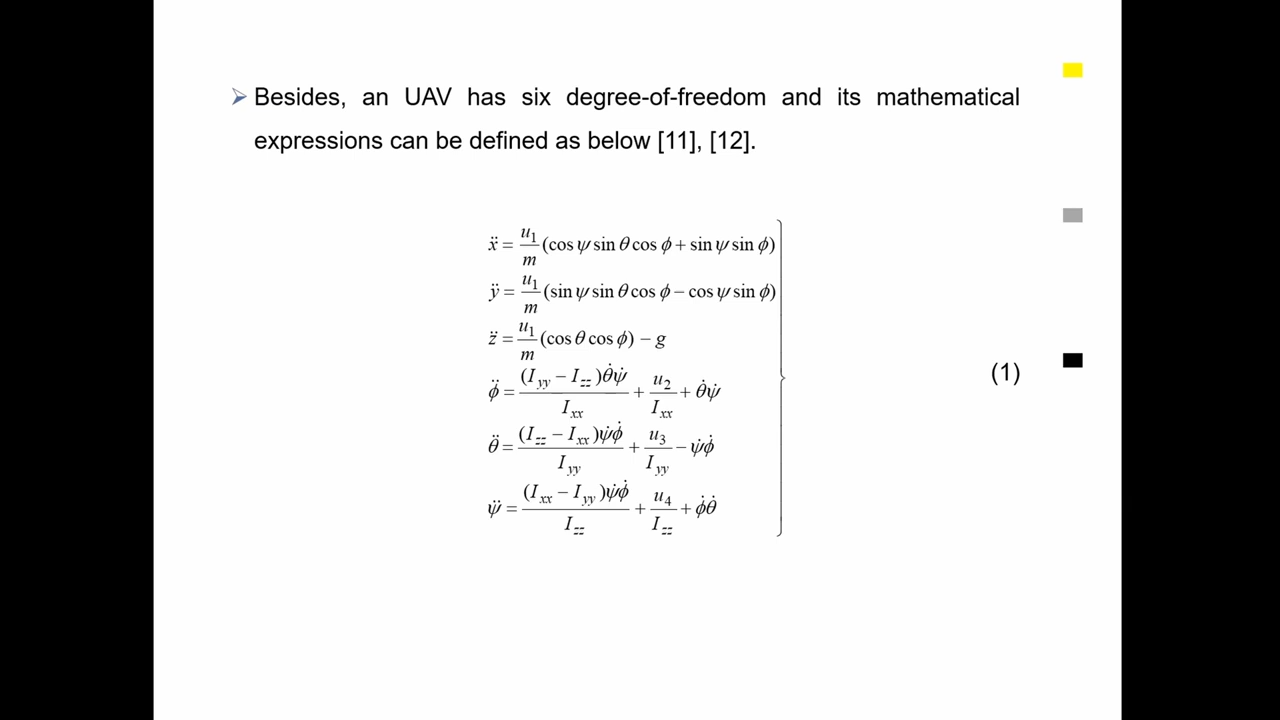 ➢ Besides, an UAV has six degree-of-freedom and its mathematical
expressions can be defined as below [11], [12].
ẍ = u₁/m (cos ψ sin θ cos ϕ + sin ψ sin ϕ)
ÿ = u₁/m (sin ψ sin θ cos ϕ − cos ψ sin ϕ)
z̈ = u₁/m (cos θ cos ϕ) − g
ϕ̈ = (I_yy − I_zz)θ̇ψ̇ / I_xx + u₂/I_xx + θ̇ψ̇
(1)
θ̈ = (I_zz − I_xx)ψ̇ϕ̇ / I_yy + u₃/I_yy − ψ̇ϕ̇
ψ̈ = (I_xx − I_yy)ψ̇ϕ̇ / I_zz + u₄/I_zz + ϕ̇θ̇